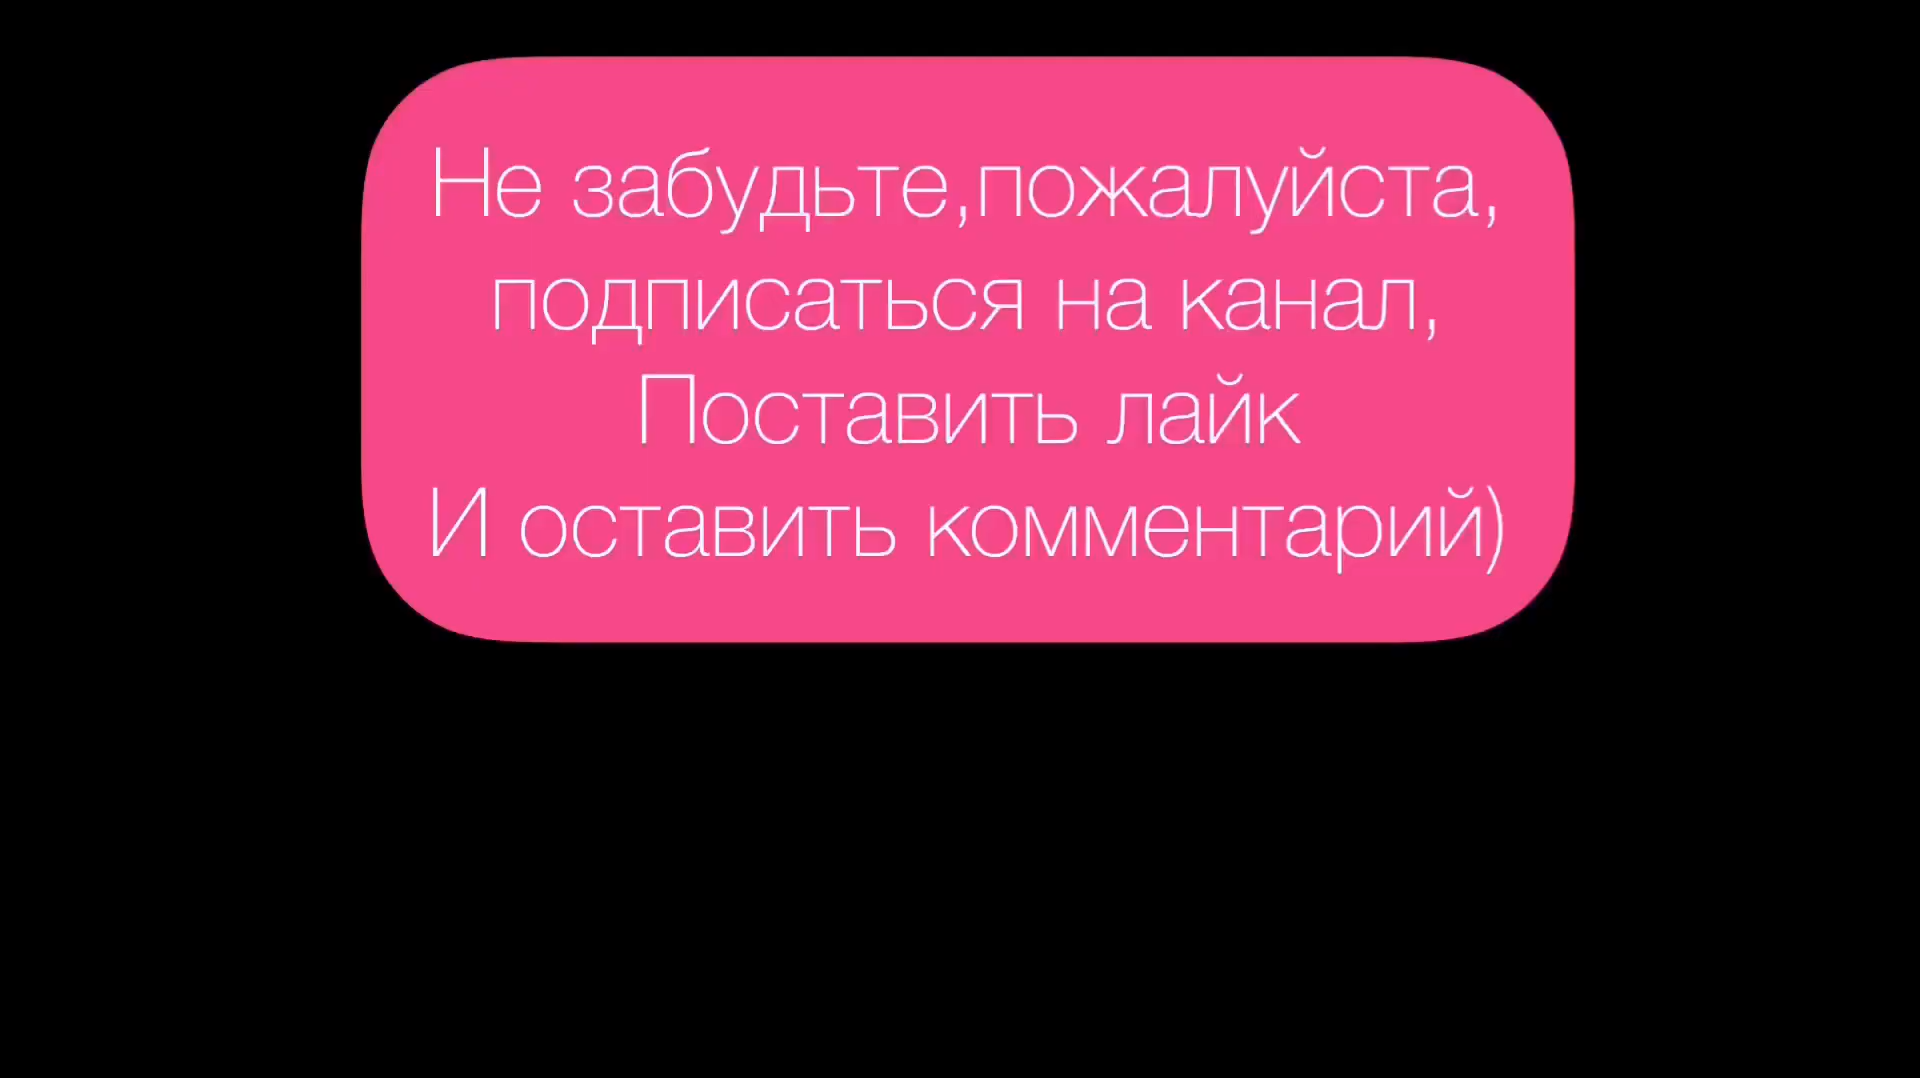 Не забудьте,пожалуйста,
подписаться на канал,
Поставить лайк
И оставить комментарий)